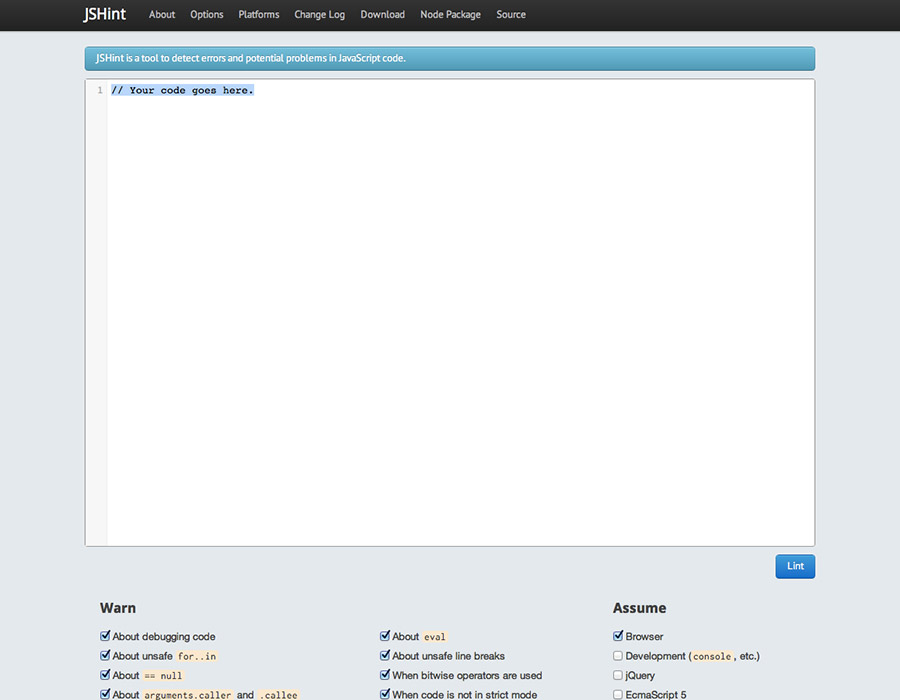 JSHint About Options Platforms Change Log Download Node Package Source
JSHint is a tool to detect errors and potential problems in JavaScript code.
1 // Your code goes here.
Lint
Warn
About debugging code
About unsafe for..in
About == null
About arguments.caller and .callee
About eval
About unsafe line breaks
When bitwise operators are used
When code is not in strict mode
Assume
Browser
Development (console, etc.)
jQuery
EcmaScript 5